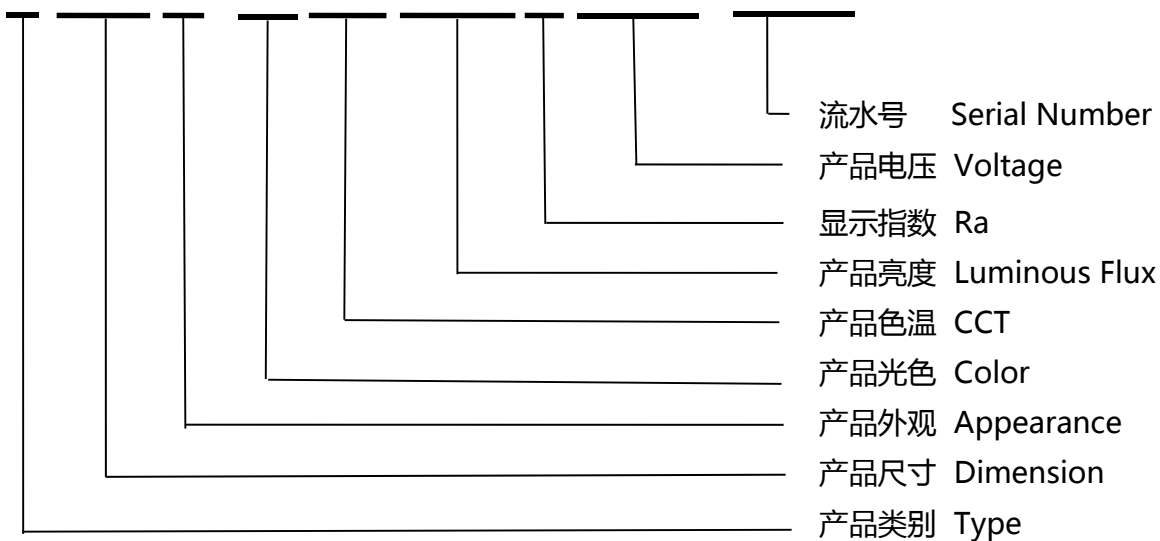 流水号 Serial Number
产品电压 Voltage
显示指数 Ra
产品亮度 Luminous Flux
产品色温 CCT
产品光色 Color
产品外观 Appearance
产品尺寸 Dimension
产品类别 Type